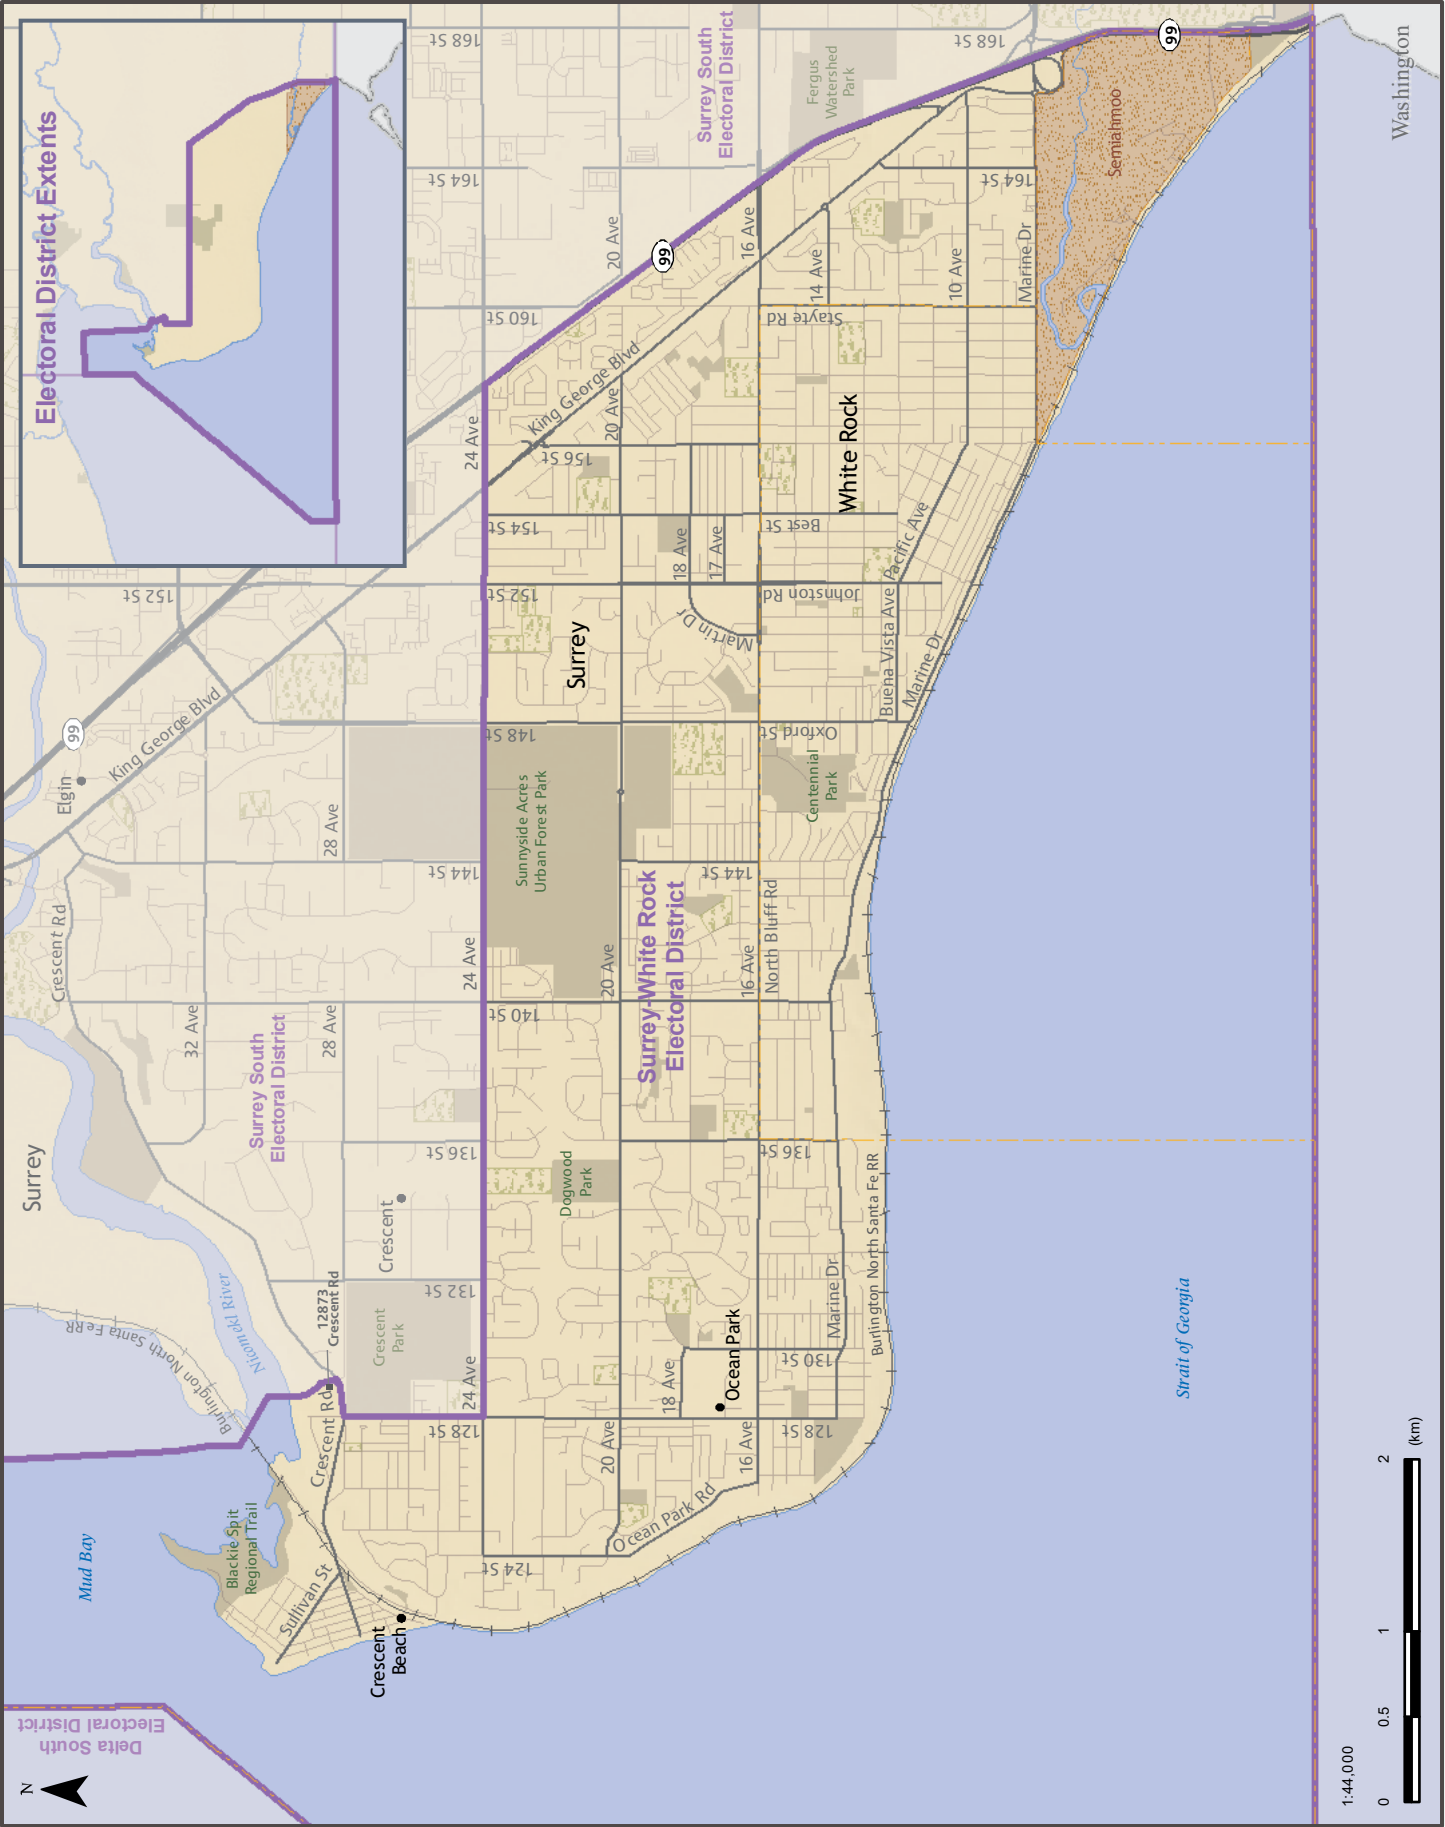 Electoral District Extents
168 St
168 St
Surrey South
Electoral District
Fergus
Watershed
Park
99
Washington
Semiahmoo
164 St
164 St
20 Ave
99
16 Ave
14 Ave
10 Ave
Marine Dr
160 St
Stayte Rd
King George Blvd
20 Ave
24 Ave
156 St
White Rock
154 St
18 Ave
17 Ave
Best St
Pacific Ave
152 St
152 St
Johnston Rd
Martin Dr
Surrey
Buena Vista Ave
Marine Dr
99
King George Blvd
Elgin
148 St
Oxford St
28 Ave
Sunnyside Acres
Urban Forest Park
Centennial
Park
144 St
144 St
Crescent Rd
24 Ave
20 Ave
Surrey-White Rock
Electoral District
16 Ave
North Bluff Rd
32 Ave
28 Ave
140 St
Surrey South
Electoral District
Surrey
136 St
136 St
Dogwood
Park
Crescent
Burlington North Santa Fe RR
132 St
12873
Crescent Rd
Nicomekl River
Burlington North Santa Fe RR
Crescent
Park
Marine Dr
Ocean Park
130 St
Strait of Georgia
24 Ave
18 Ave
Crescent Rd
128 St
128 St
20 Ave
16 Ave
Ocean Park Rd
Mud Bay
Blackie Spit
Regional Trail
124 St
Sullivan St
Crescent
Beach
Delta South
Electoral District
N
1:44,000
0
0.5
1
2
(km)